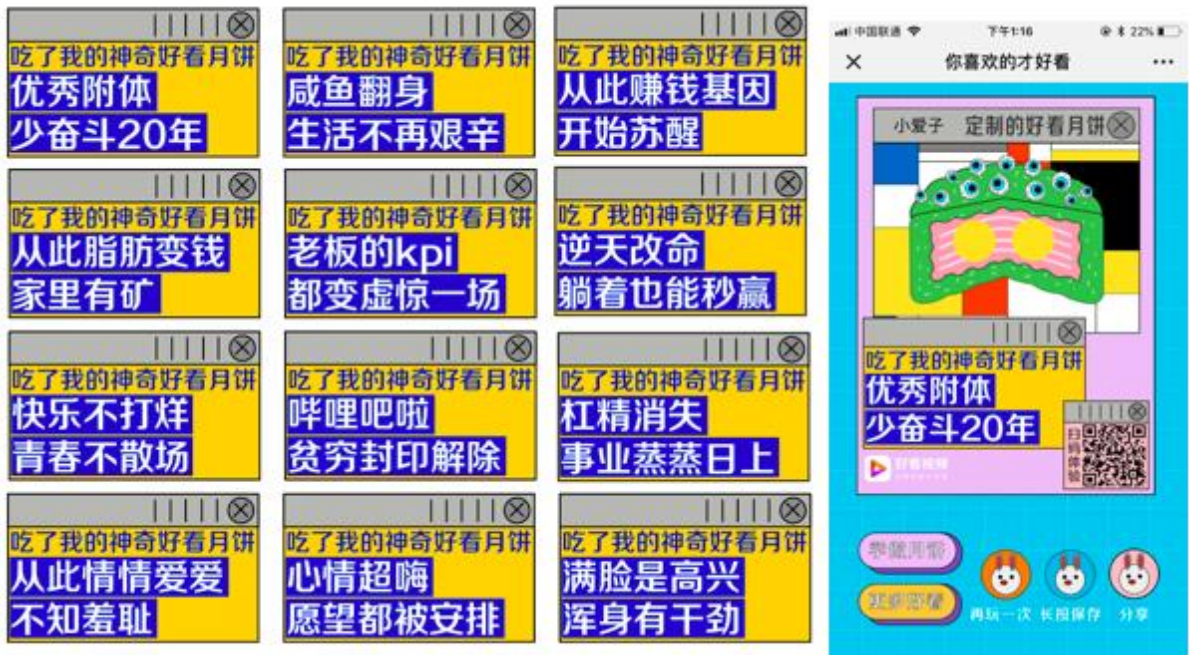 吃了我的神奇好看月饼
优秀附体
少奋斗20年
吃了我的神奇好看月饼
咸鱼翻身
生活不再艰辛
吃了我的神奇好看月饼
从此赚钱基因
开始苏醒
吃了我的神奇好看月饼
从此脂肪变钱
家里有矿
吃了我的神奇好看月饼
老板的kpi
都变虚惊一场
吃了我的神奇好看月饼
逆天改命
躺着也能秒赢
吃了我的神奇好看月饼
快乐不打烊
青春不散场
吃了我的神奇好看月饼
哔哩吧啦
贫穷封印解除
吃了我的神奇好看月饼
杠精消失
事业蒸蒸日上
吃了我的神奇好看月饼
从此情情爱爱
不知羞耻
吃了我的神奇好看月饼
心情超嗨
愿望都被安排
吃了我的神奇好看月饼
满脸是高兴
浑身有干劲
中国联通 下午1:16 22%
你喜欢的才好看
小爱子 定制的好看月饼
吃了我的神奇好看月饼
优秀附体
少奋斗20年
扫码体验
好看视频
再玩一次 长按保存 分享